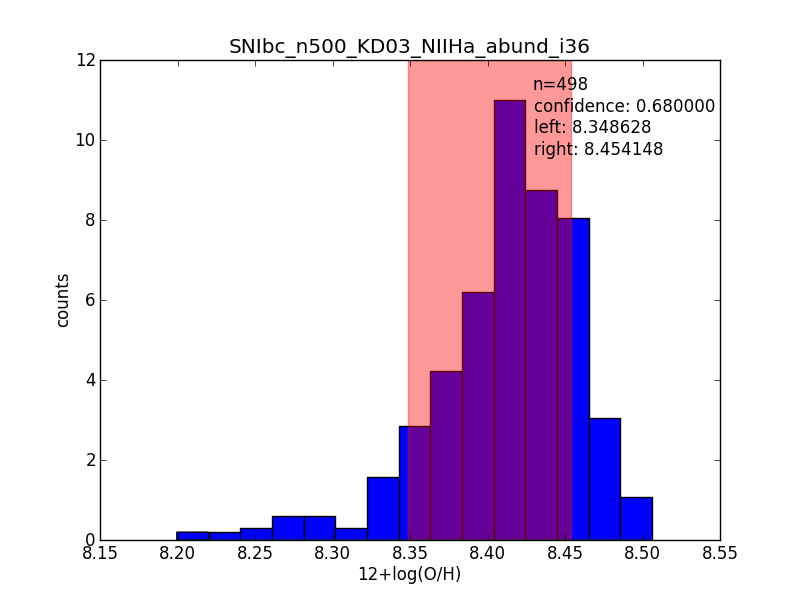 SNIbc_n500_KD03_NIIHa_abund_i36
12
10
8
6
4
2
0
counts
n=498
confidence: 0.680000
left: 8.348628
right: 8.454148
8.15 8.20 8.25 8.30 8.35 8.40 8.45 8.50 8.55
12+log(O/H)